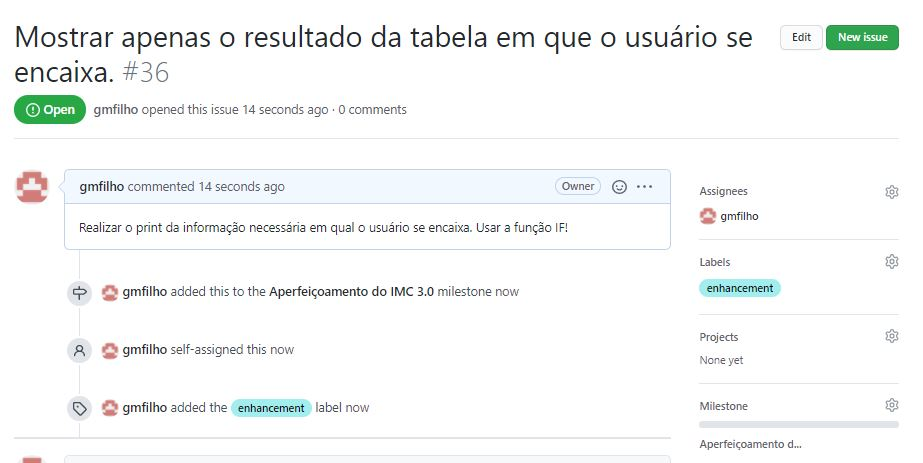 Mostrar apenas o resultado da tabela em que o usuário se
encaixa. #36
Edit
New issue
Open
gmfilho opened this issue 14 seconds ago · 0 comments
gmfilho commented 14 seconds ago
Owner
Realizar o print da informação necessária em qual o usuário se encaixa. Usar a função IF!
gmfilho added this to the Aperfeiçoamento do IMC 3.0 milestone now
gmfilho self-assigned this now
gmfilho added the enhancement label now
Assignees
gmfilho
Labels
enhancement
Projects
None yet
Milestone
Aperfeiçoamento d...